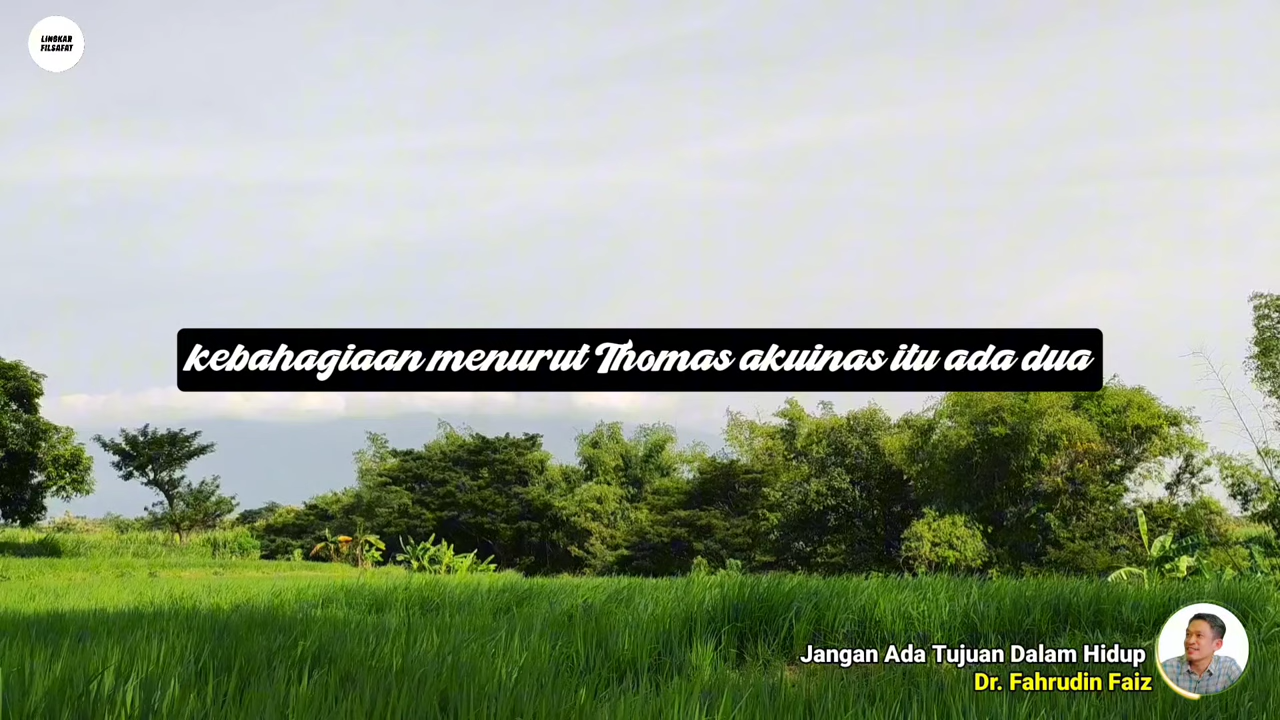 LINGKAR
FILSAFAT
kebahagiaan menurut Thomas akuinas itu ada dua
Jangan Ada Tujuan Dalam Hidup
Dr. Fahrudin Faiz